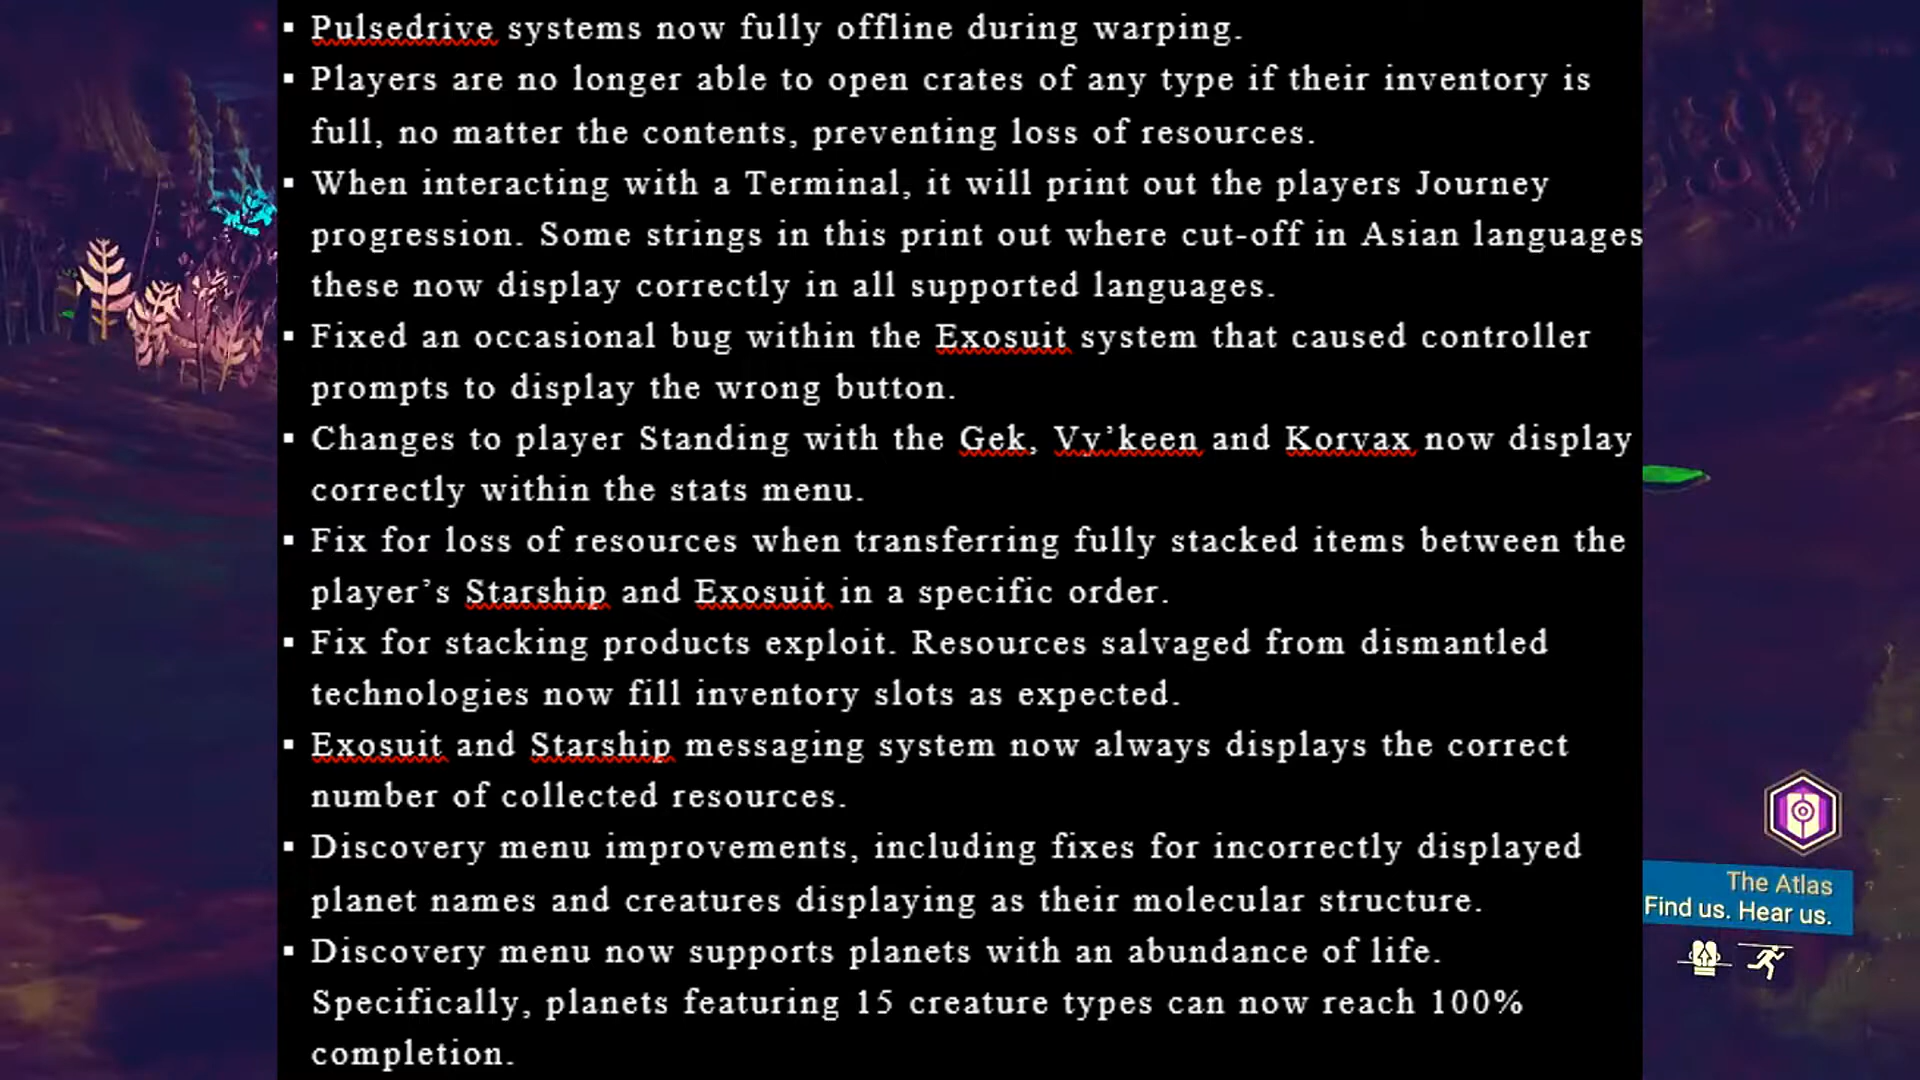 ▪ Pulsedrive systems now fully offline during warping.
▪ Players are no longer able to open crates of any type if their inventory is
full, no matter the contents, preventing loss of resources.
▪ When interacting with a Terminal, it will print out the players Journey
progression. Some strings in this print out where cut-off in Asian languages
these now display correctly in all supported languages.
▪ Fixed an occasional bug within the Exosuit system that caused controller
prompts to display the wrong button.
▪ Changes to player Standing with the Gek, Vy’keen and Korvax now display
correctly within the stats menu.
▪ Fix for loss of resources when transferring fully stacked items between the
player’s Starship and Exosuit in a specific order.
▪ Fix for stacking products exploit. Resources salvaged from dismantled
technologies now fill inventory slots as expected.
▪ Exosuit and Starship messaging system now always displays the correct
number of collected resources.
▪ Discovery menu improvements, including fixes for incorrectly displayed
planet names and creatures displaying as their molecular structure.
▪ Discovery menu now supports planets with an abundance of life.
Specifically, planets featuring 15 creature types can now reach 100%
completion.
The Atlas
Find us. Hear us.